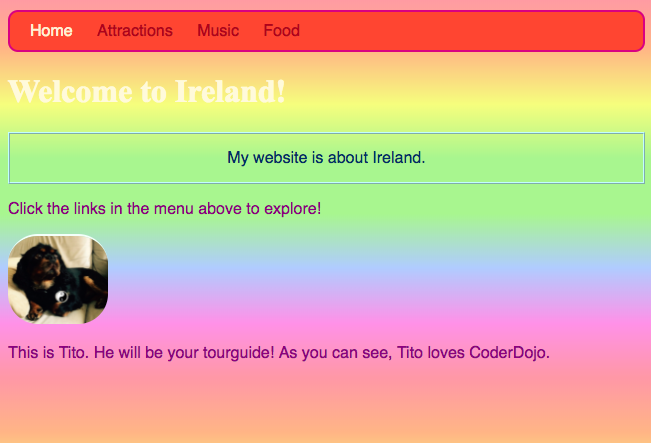 Home Attractions Music Food
Welcome to Ireland!
My website is about Ireland.
Click the links in the menu above to explore!
This is Tito. He will be your tourguide! As you can see, Tito loves CoderDojo.